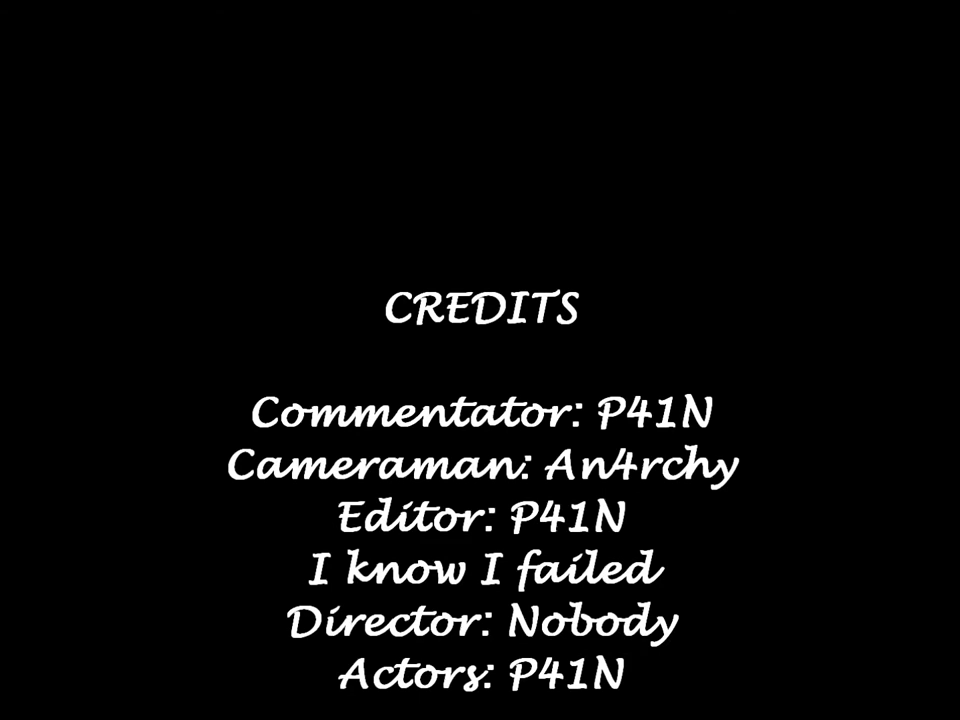 CREDITS
Commentator: P41N
Cameraman: An4rchy
Editor: P41N
I know I failed
Director: Nobody
Actors: P41N